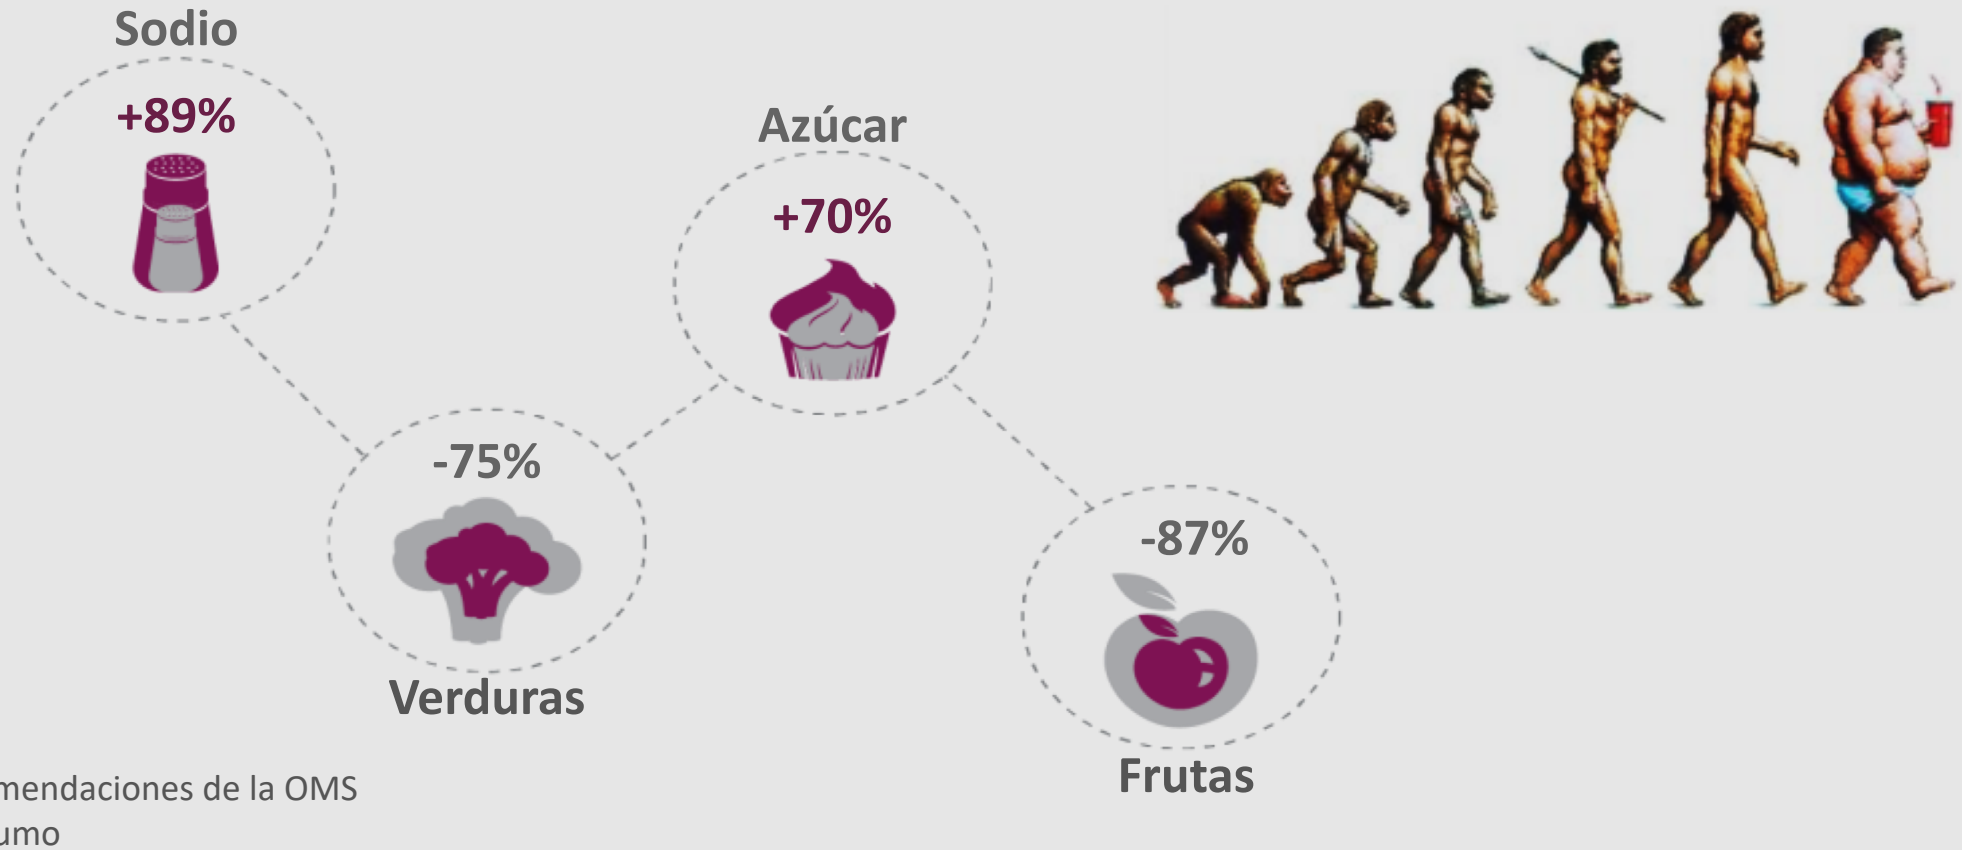 Sodio
+89%
Azúcar
+70%
-75%
Verduras
-87%
Frutas
mendaciones de la OMS
umo